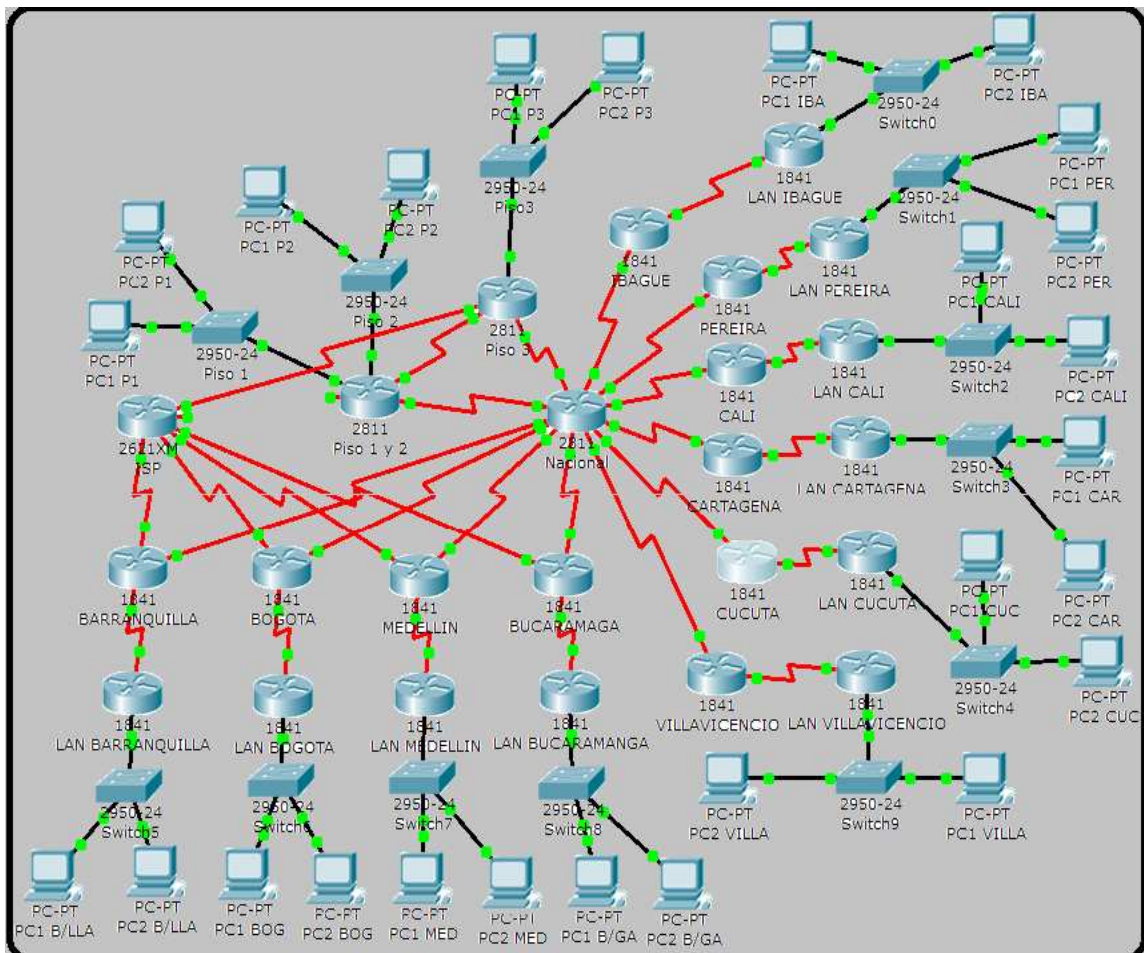 PC-PT
PC1 P3
PC-PT
PC2 P3
2950-24
Piso3
PC-PT
PC1 IBA
PC-PT
PC2 IBA
2950-24
Switch0
1841
LAN IBAGUE
PC-PT
PC1 PER
2950-24
Switch1
PC-PT
PC2 PER
PC-PT
PC1 P2
PC-PT
PC2 P2
PC-PT
PC2 P1
2950-24
Piso 2
1841
IBAGUE
1841
LAN PEREIRA
1841
PEREIRA
PC-PT
PC1 CALI
PC-PT
PC1 P1
2950-24
Piso 1
2811
Piso 3
2811
Piso 1 y 2
2621XM
ISP
2811
Nacional
1841
CALI
1841
LAN CALI
2950-24
Switch2
PC-PT
PC2 CALI
1841
CARTAGENA
1841
LAN CARTAGENA
2950-24
Switch3
PC-PT
PC1 CAR
PC-PT
PC2 CAR
1841
BARRANQUILLA
1841
BOGOTA
1841
MEDELLIN
1841
BUCARAMAGA
1841
CUCUTA
1841
LAN CUCUTA
PC-PT
PC1 CUC
2950-24
Switch4
PC-PT
PC2 CUC
1841
LAN BARRANQUILLA
1841
LAN BOGOTA
1841
LAN MEDELLIN
1841
LAN BUCARAMANGA
1841
VILLAVICENCIO
1841
LAN VILLAVICENCIO
2950-24
Switch5
2950-24
Switch6
2950-24
Switch7
2950-24
Switch8
PC-PT
PC2 VILLA
2950-24
Switch9
PC-PT
PC1 VILLA
PC-PT
PC1 B/LLA
PC-PT
PC2 B/LLA
PC-PT
PC1 BOG
PC-PT
PC2 BOG
PC-PT
PC1 MED
PC-PT
PC2 MED
PC-PT
PC1 B/GA
PC-PT
PC2 B/GA